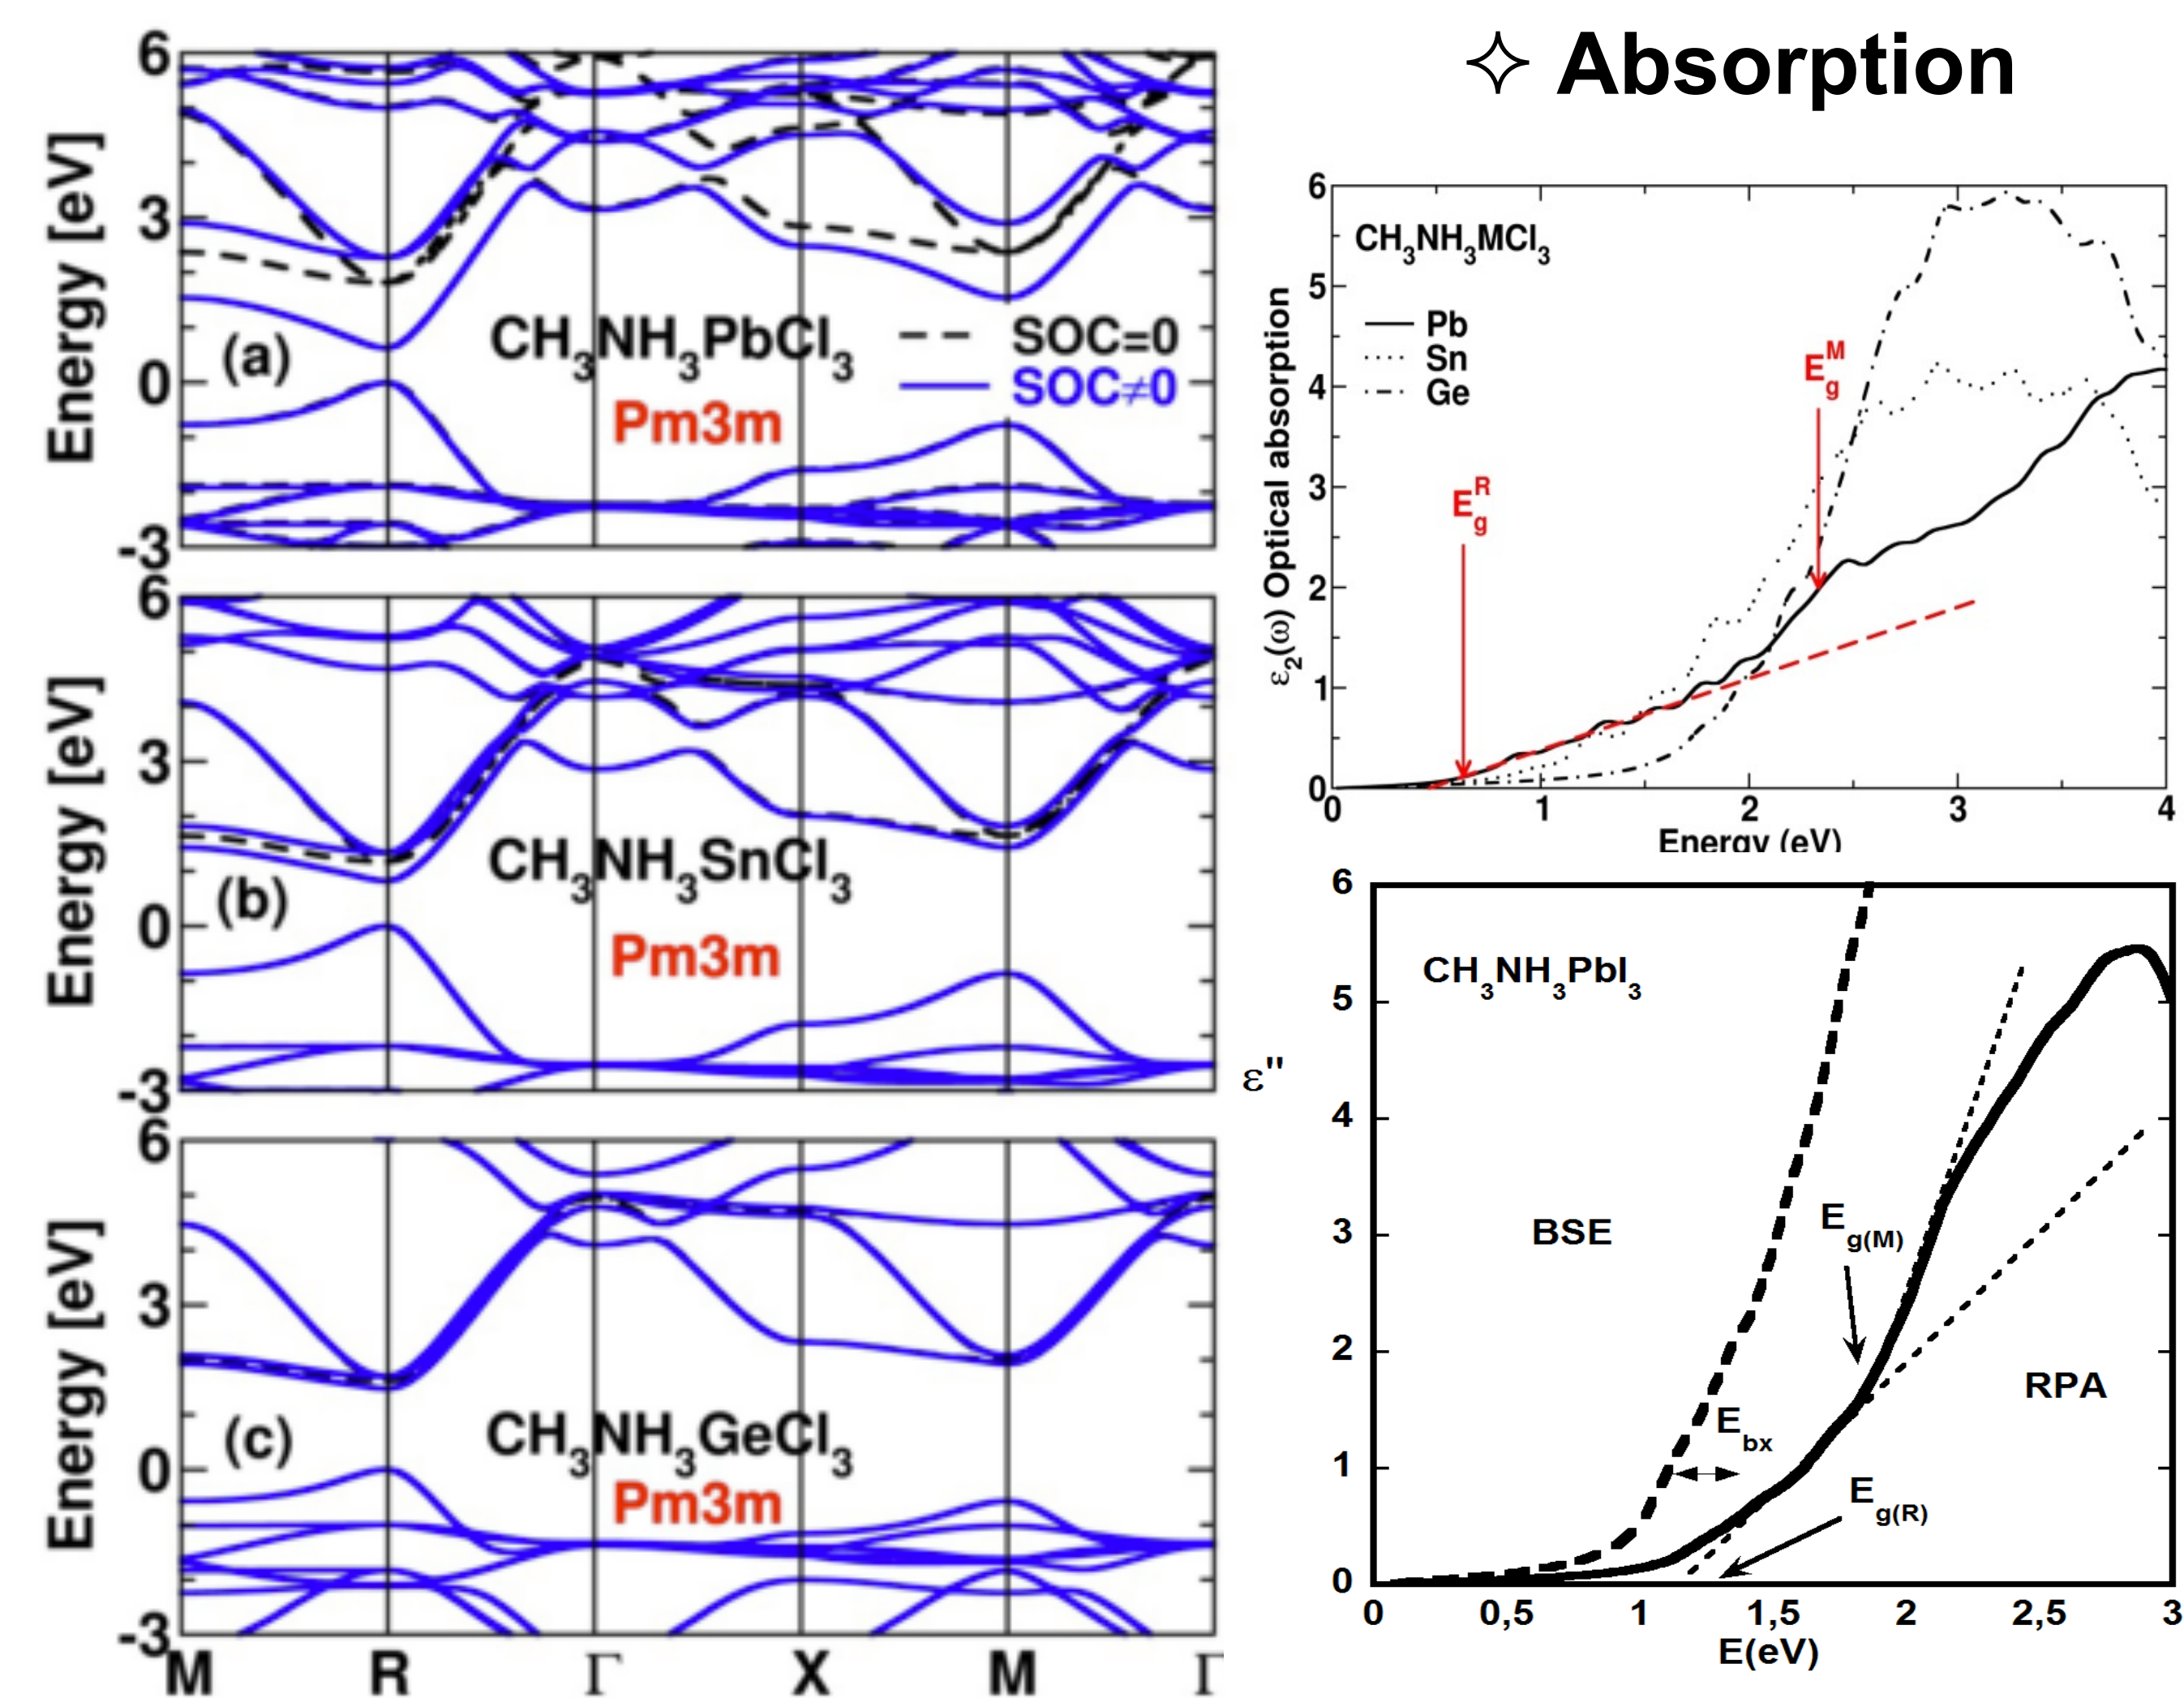 ✧ Absorption
6
3
0
-3
Energy [eV]
(a)
CH₃NH₃PbCl₃
Pm3m
SOC=0
SOC≠0
6
3
0
-3
Energy [eV]
(b)
CH₃NH₃SnCl₃
Pm3m
6
3
0
-3
Energy [eV]
(c)
CH₃NH₃GeCl₃
Pm3m
M R Γ X M Γ
6
5
4
3
2
1
0
ε₂(ω) Optical absorption
CH₃NH₃MCl₃
Pb
Sn
Ge
E_g^R
E_g^M
0 1 2 3 4
Energy (eV)
6
5
4
3
2
1
0
ε"
CH₃NH₃PbI₃
BSE
E_g(M)
RPA
E_bx
E_g(R)
0 0,5 1 1,5 2 2,5 3
E(eV)